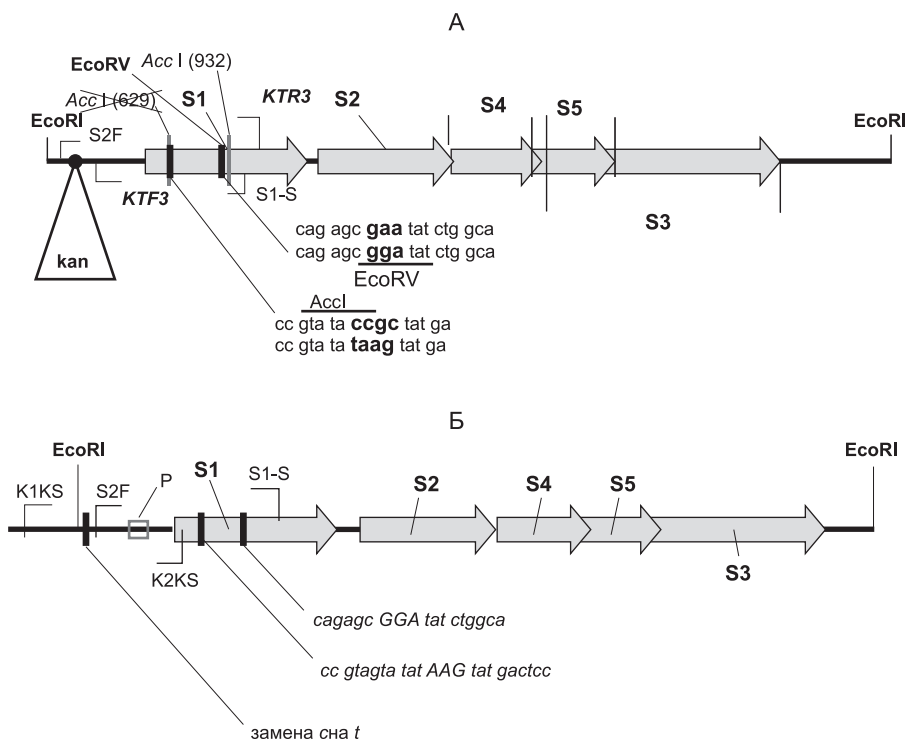 А
Acc I (932)
EcoRV
Acc I (629)
S1
KTR3
S2
S4
S5
EcoRI
EcoRI
S2F
KTF3
S1-S
S3
kan
cag agc gaa tat ctg gca
cag agc gga tat ctg gca
EcoRV
AccI
cc gta ta ccgc tat ga
cc gta ta taag tat ga
Б
EcoRI
EcoRI
K1KS
S2F
P
S1
S1-S
S2
S4
S5
K2KS
S3
cagagc GGA tat ctggca
cc gtagta tat AAG tat gactcc
замена сна t